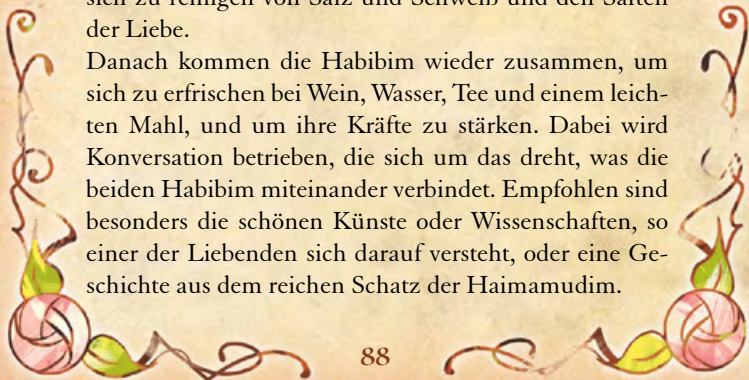 sich zu reinigen von Salz und Schweiß und den Säften
der Liebe.
Danach kommen die Habibim wieder zusammen, um
sich zu erfrischen bei Wein, Wasser, Tee und einem leich-
ten Mahl, und um ihre Kräfte zu stärken. Dabei wird
Konversation betrieben, die sich um das dreht, was die
beiden Habibim miteinander verbindet. Empfohlen sind
besonders die schönen Künste oder Wissenschaften, so
einer der Liebenden sich darauf versteht, oder eine Ge-
schichte aus dem reichen Schatz der Haimamudim.
88